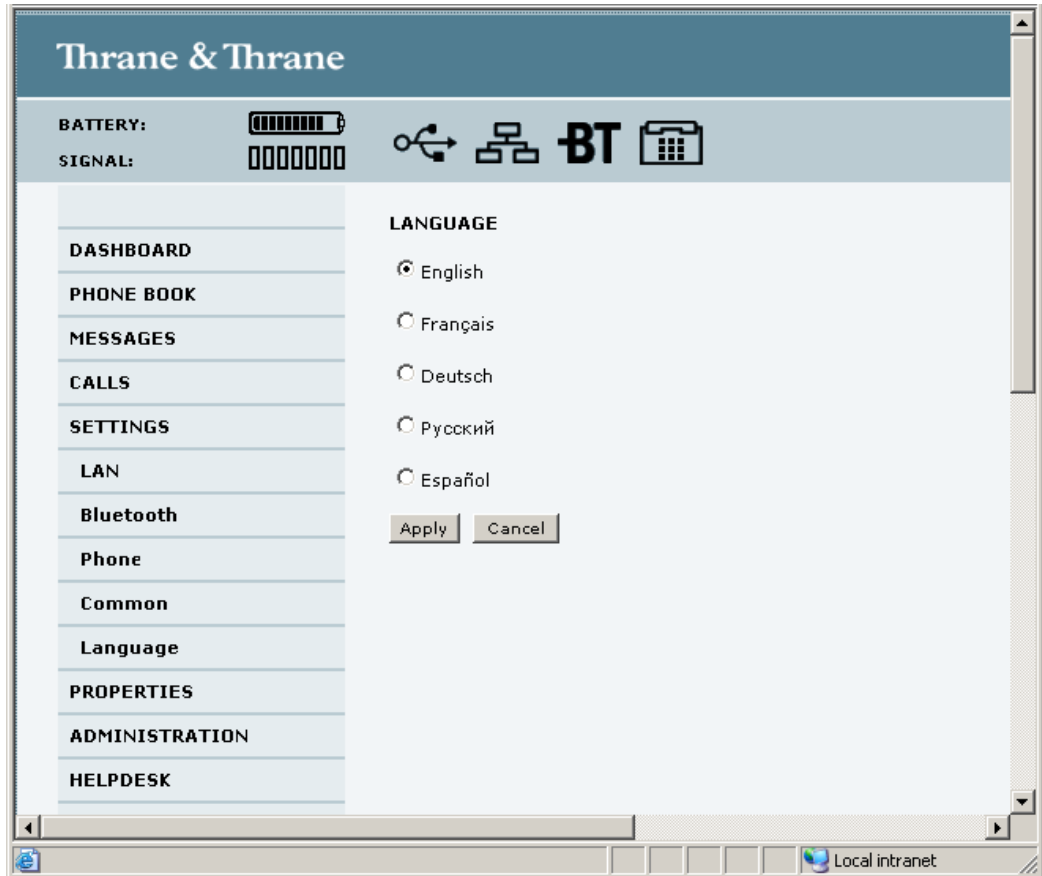 Thrane & Thrane
BATTERY:
SIGNAL:
BT
DASHBOARD
PHONE BOOK
MESSAGES
CALLS
SETTINGS
LAN
Bluetooth
Phone
Common
Language
PROPERTIES
ADMINISTRATION
HELPDESK
LANGUAGE
English
Français
Deutsch
Русский
Español
Apply Cancel
Local intranet